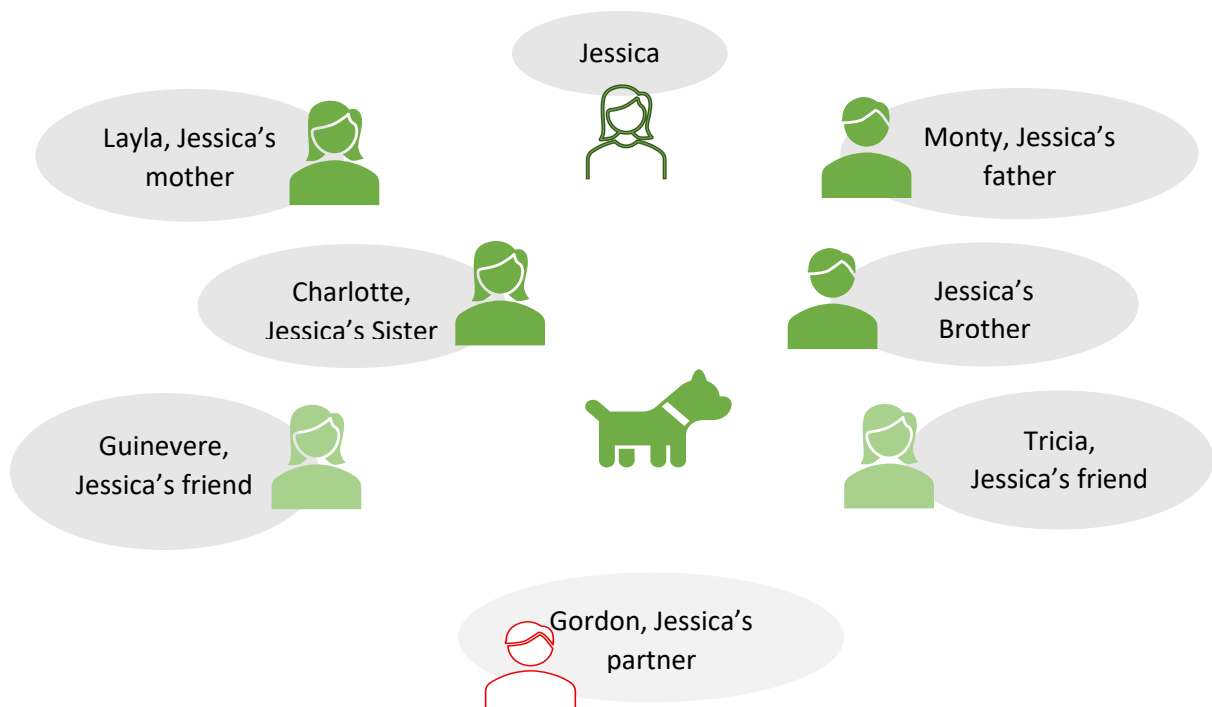 Jessica
Layla, Jessica’s
mother
Monty, Jessica’s
father
Charlotte,
Jessica’s Sister
Jessica’s
Brother
Guinevere,
Jessica’s friend
Tricia,
Jessica’s friend
Gordon, Jessica’s
partner